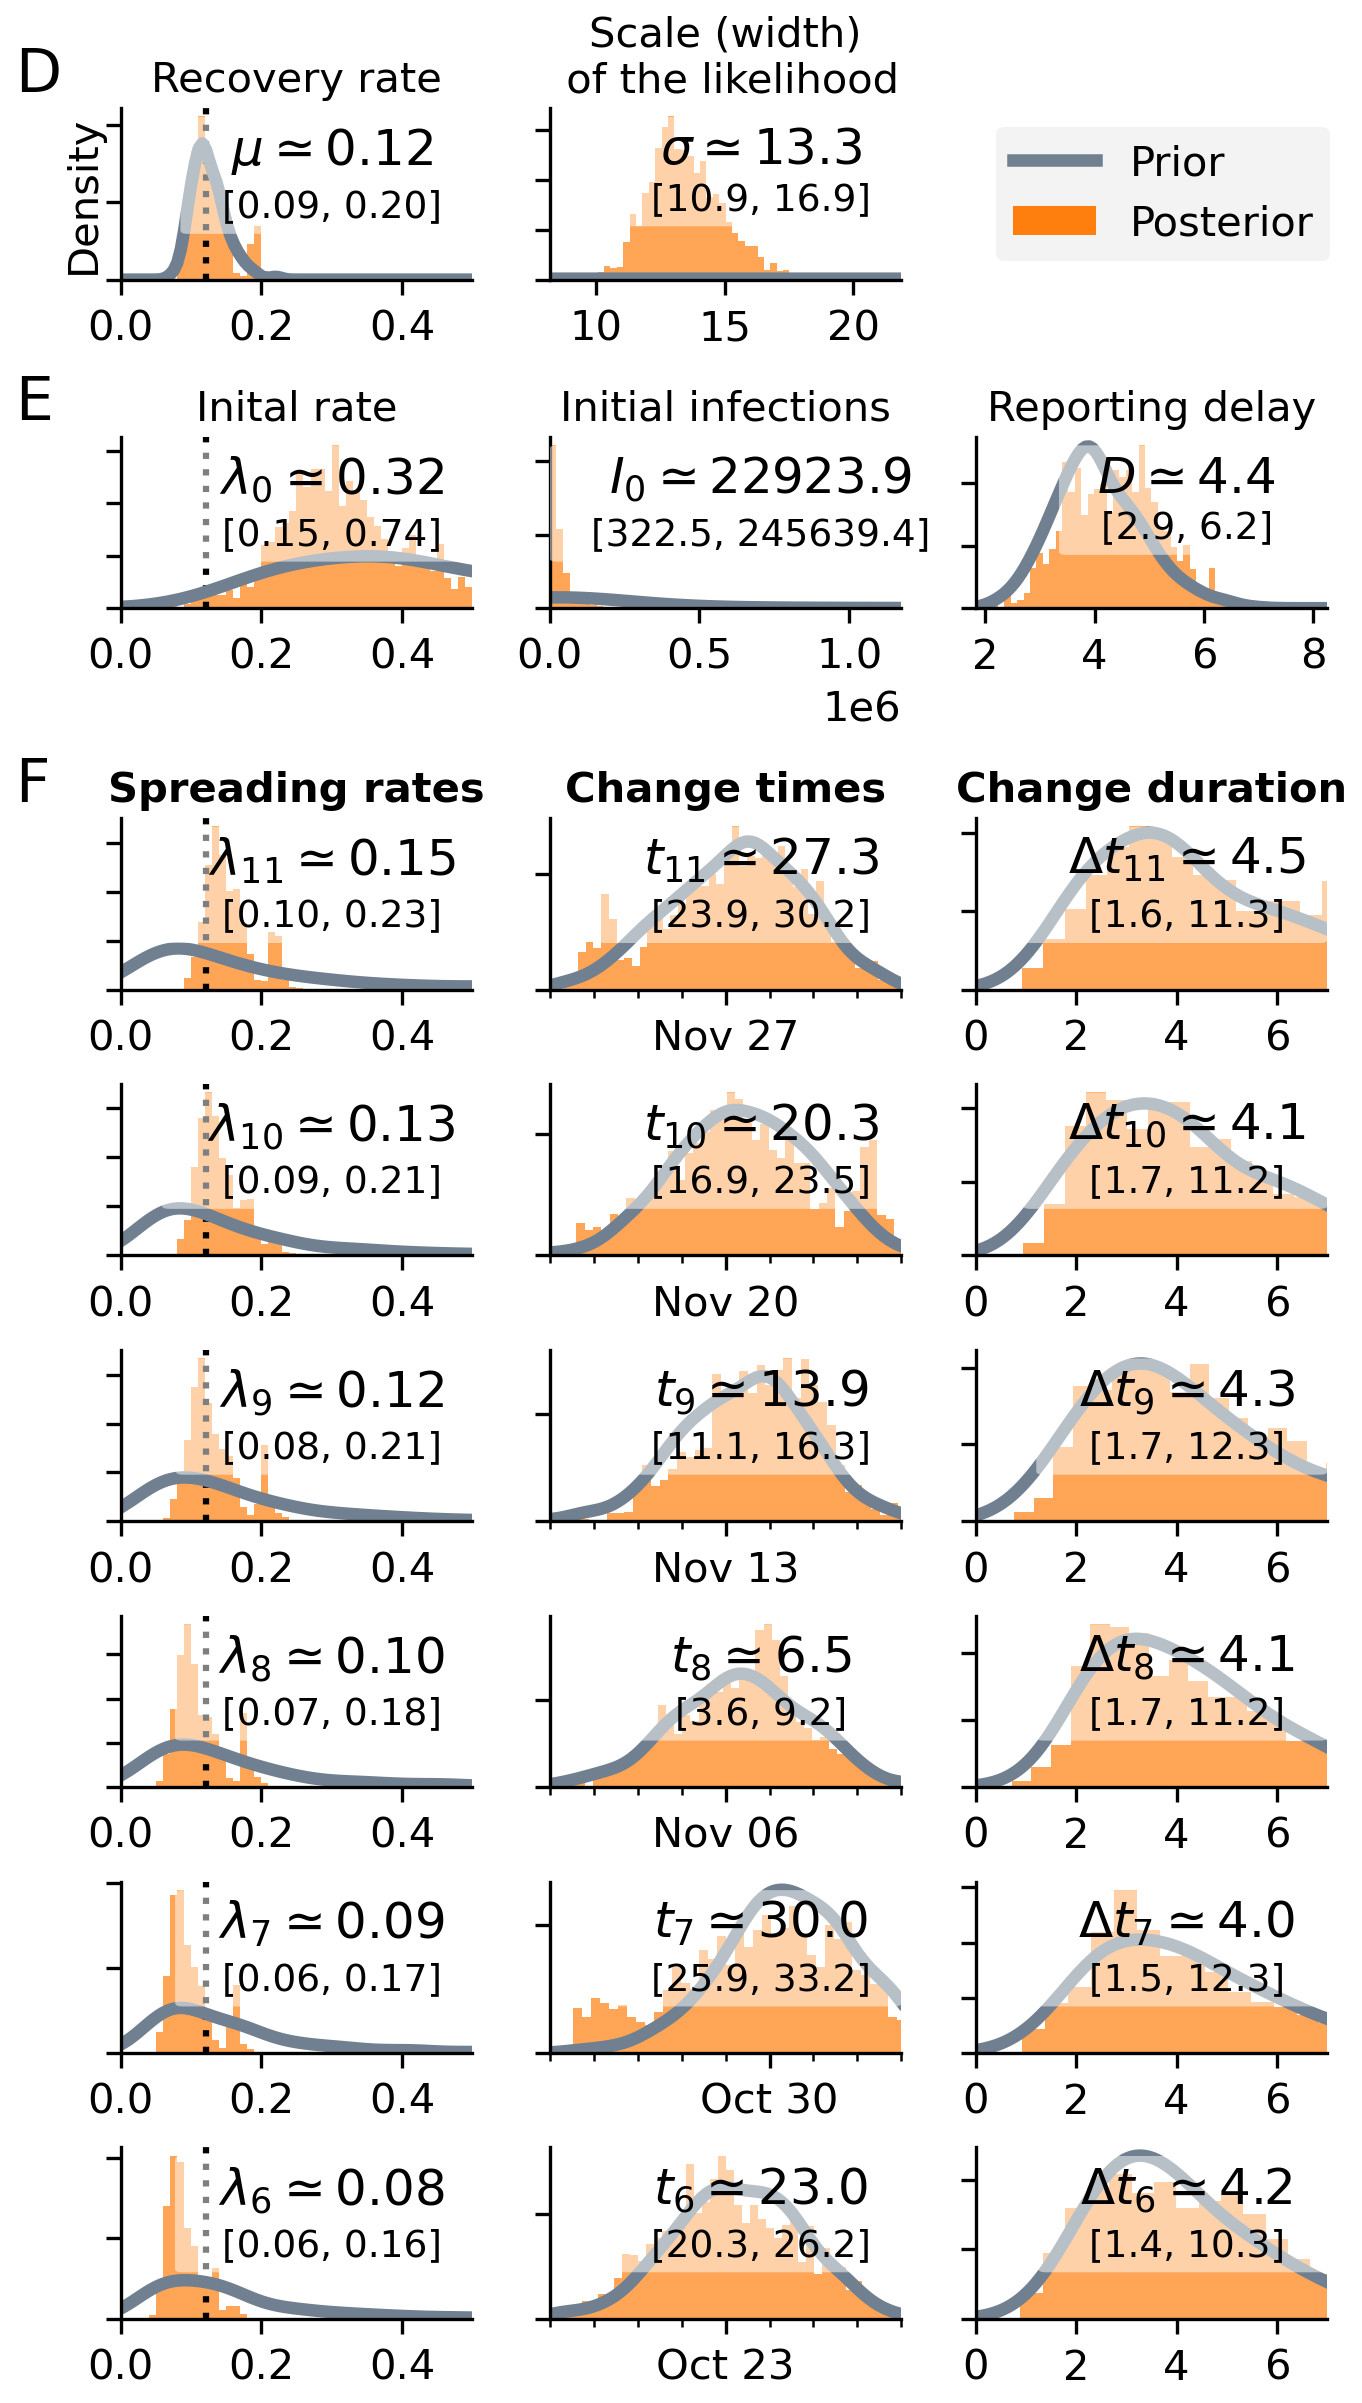 D
Recovery rate
Scale (width)
of the likelihood
Density
μ ≃ 0.12
[0.09, 0.20]
σ ≃ 13.3
[10.9, 16.9]
Prior
Posterior
0.0 0.2 0.4
10 15 20
E
Inital rate
Initial infections
Reporting delay
λ₀ ≃ 0.32
[0.15, 0.74]
I₀ ≃ 22923.9
[322.5, 245639.4]
D ≃ 4.4
[2.9, 6.2]
0.0 0.2 0.4
0.0 0.5 1.0
1e6
2 4 6 8
F
Spreading rates
Change times
Change duration
λ₁₁ ≃ 0.15
[0.10, 0.23]
t₁₁ ≃ 27.3
[23.9, 30.2]
Δt₁₁ ≃ 4.5
[1.6, 11.3]
0.0 0.2 0.4
Nov 27
0 2 4 6
λ₁₀ ≃ 0.13
[0.09, 0.21]
t₁₀ ≃ 20.3
[16.9, 23.5]
Δt₁₀ ≃ 4.1
[1.7, 11.2]
0.0 0.2 0.4
Nov 20
0 2 4 6
λ₉ ≃ 0.12
[0.08, 0.21]
t₉ ≃ 13.9
[11.1, 16.3]
Δt₉ ≃ 4.3
[1.7, 12.3]
0.0 0.2 0.4
Nov 13
0 2 4 6
λ₈ ≃ 0.10
[0.07, 0.18]
t₈ ≃ 6.5
[3.6, 9.2]
Δt₈ ≃ 4.1
[1.7, 11.2]
0.0 0.2 0.4
Nov 06
0 2 4 6
λ₇ ≃ 0.09
[0.06, 0.17]
t₇ ≃ 30.0
[25.9, 33.2]
Δt₇ ≃ 4.0
[1.5, 12.3]
0.0 0.2 0.4
Oct 30
0 2 4 6
λ₆ ≃ 0.08
[0.06, 0.16]
t₆ ≃ 23.0
[20.3, 26.2]
Δt₆ ≃ 4.2
[1.4, 10.3]
0.0 0.2 0.4
Oct 23
0 2 4 6